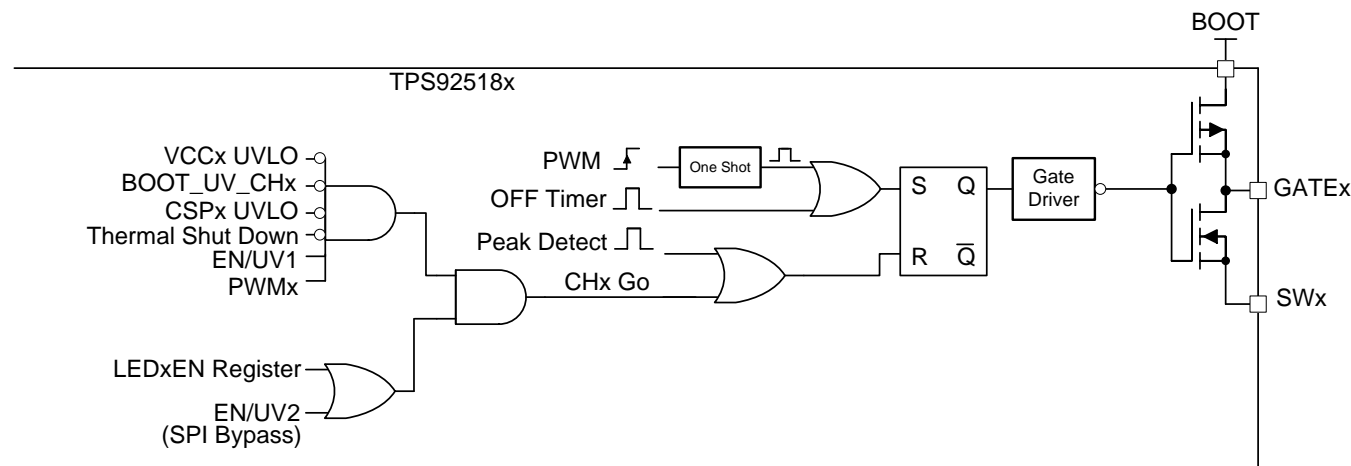 BOOT
TPS92518x
VCCx UVLO
BOOT_UV_CHx
CSPx UVLO
Thermal Shut Down
EN/UV1
PWMx
PWM
One Shot
OFF Timer
Peak Detect
CHx Go
S Q
R Q̅
Gate
Driver
GATEx
SWx
LEDxEN Register
EN/UV2
(SPI Bypass)